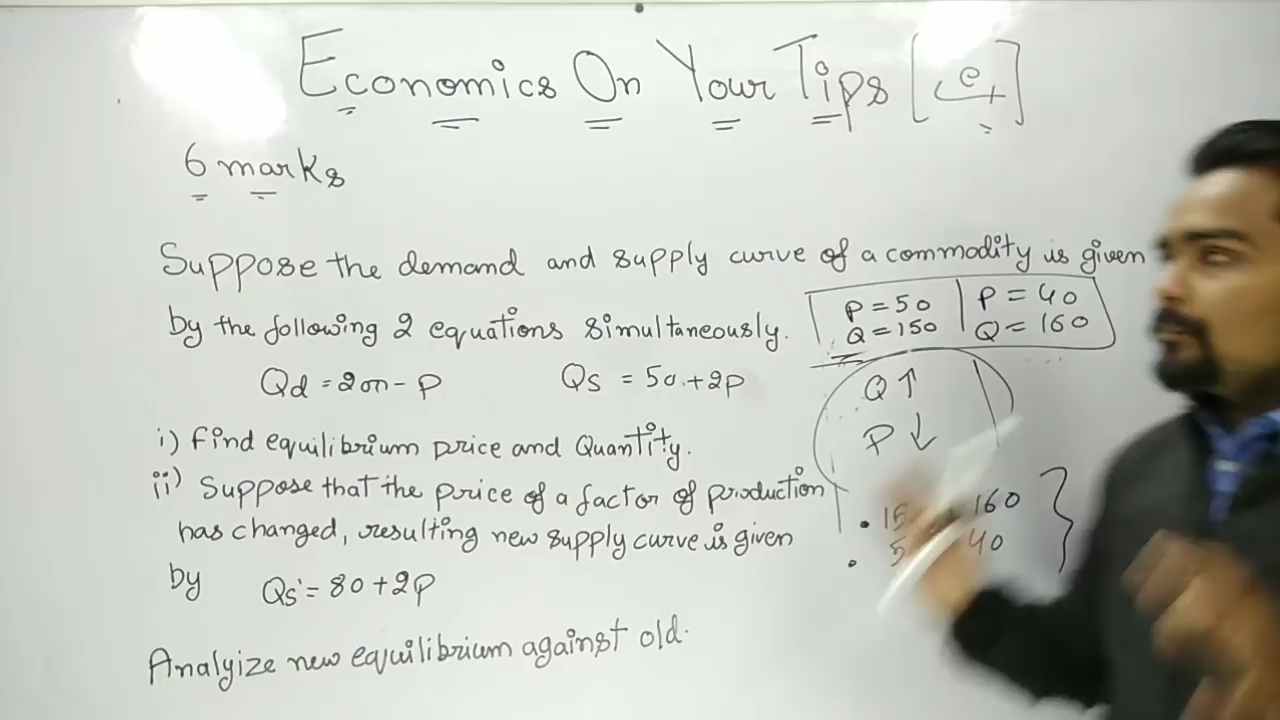 Economics On Your Tips [et]
6 marks
Suppose the demand and supply curve of a commodity is given
by the following 2 equations simultaneously.
P = 50 | P = 40
Q = 150 | Q = 160
Qd = 200 - P Qs = 50 + 2P
Q ↑
P ↓
i) Find equilibrium price and Quantity.
ii) Suppose that the price of a factor of production
has changed, resulting new supply curve is given
by Qs' = 80 + 2P
160
40
Analyize new equilibrium against old.